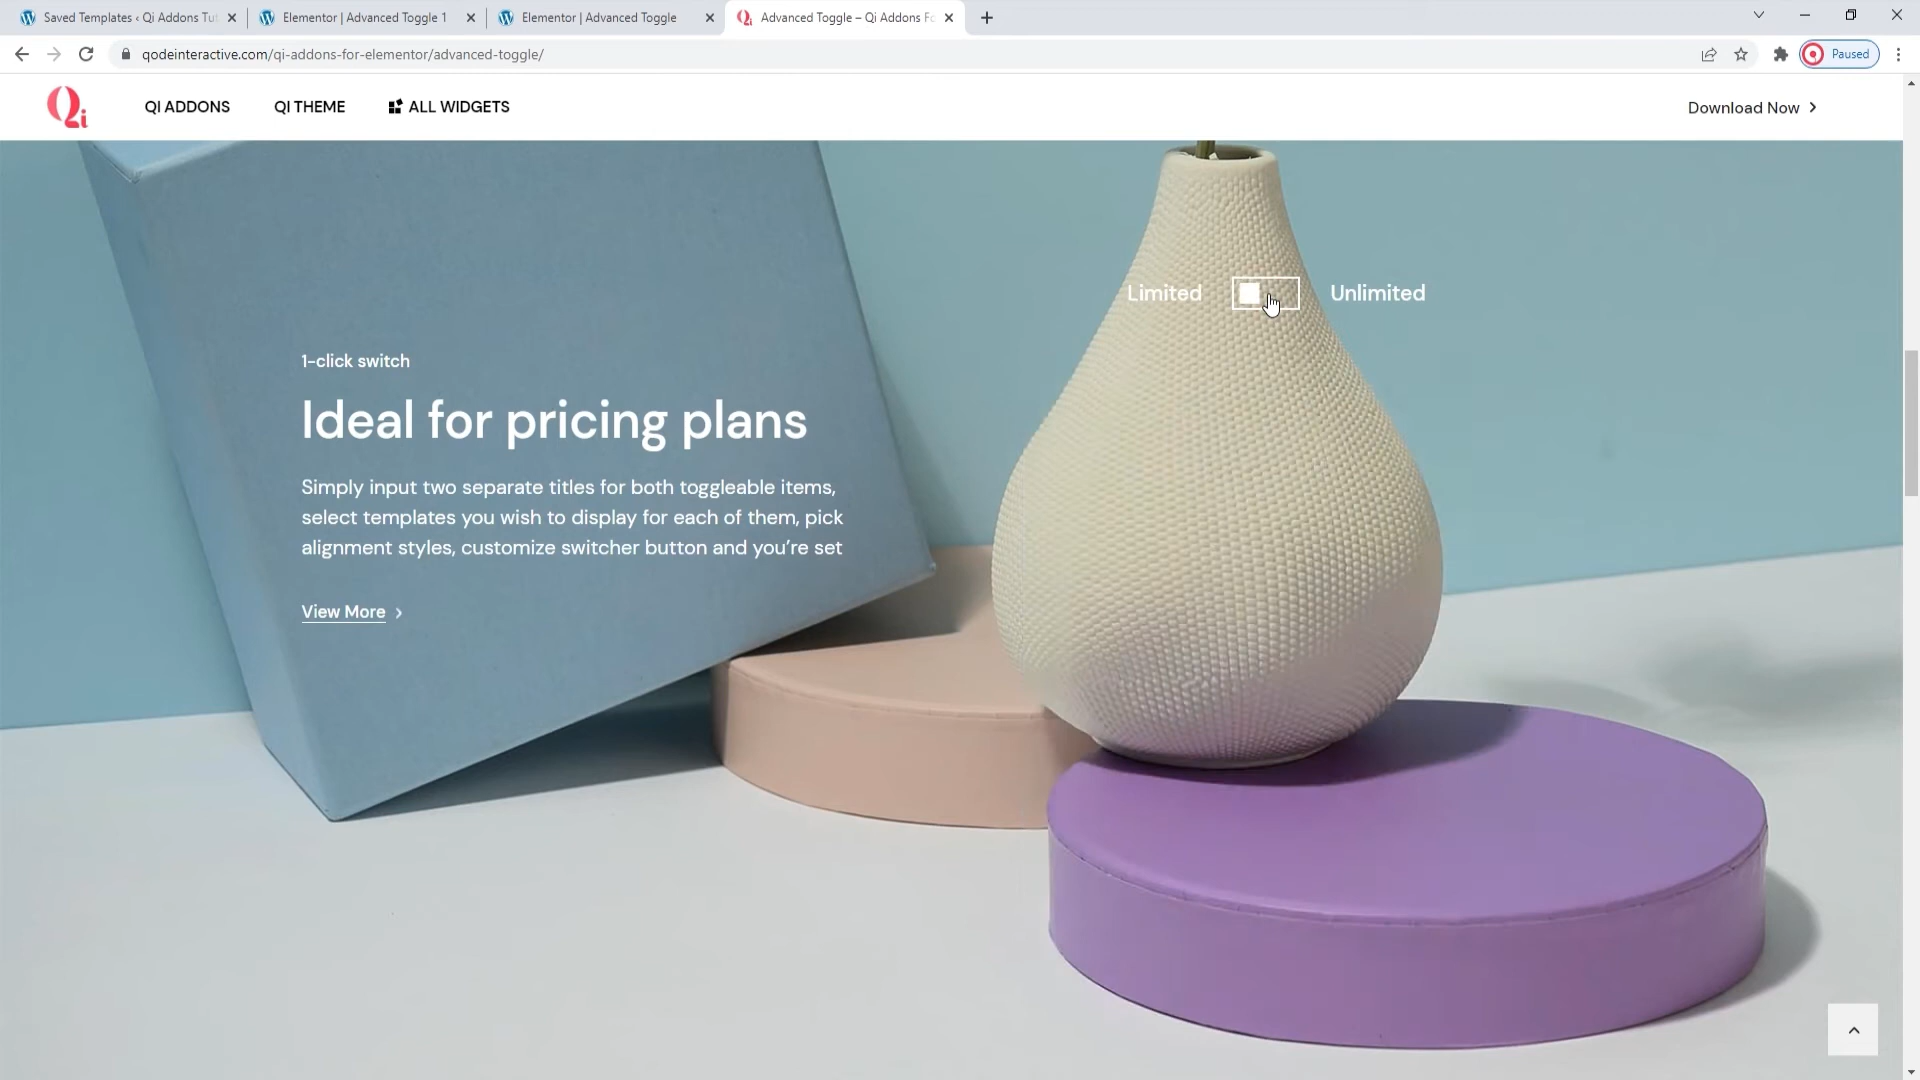 Saved Templates ‹ Qi Addons Tu
Elementor | Advanced Toggle 1
Elementor | Advanced Toggle
Advanced Toggle – Qi Addons Fo
qodeinteractive.com/qi-addons-for-elementor/advanced-toggle/
Paused
Qi
QI ADDONS
QI THEME
ALL WIDGETS
Download Now
Limited
Unlimited
1-click switch
Ideal for pricing plans
Simply input two separate titles for both toggleable items,
select templates you wish to display for each of them, pick
alignment styles, customize switcher button and you’re set
View More